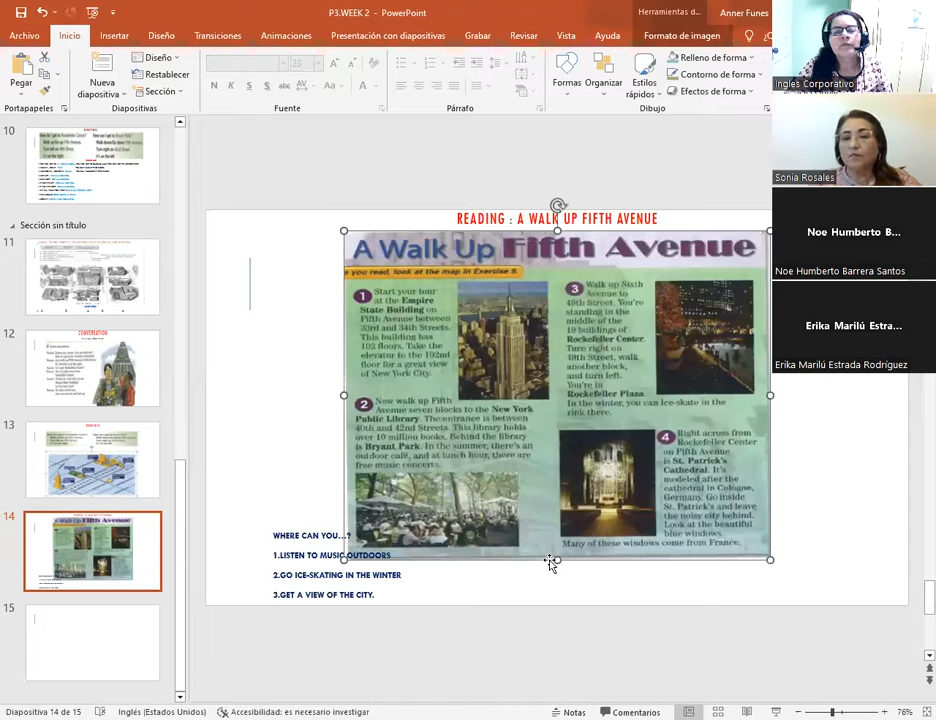 P3.WEEK 2 - PowerPoint
Herramientas d...
Anner Funes
Archivo
Inicio
Insertar
Diseño
Transiciones
Animaciones
Presentación con diapositivas
Grabar
Revisar
Vista
Ayuda
Formato de imagen
Pegar
Nueva
diapositiva
Diseño
Restablecer
Sección
23
N K S
Aa
Formas
Organizar
Estilos
rápidos
Relleno de forma
Contorno de forma
Efectos de forma
Portapapeles
Diapositivas
Fuente
Párrafo
Dibujo
Ingles Corporativo
Sonia Rosales
Noe Humberto B...
Noe Humberto Barrera Santos
Erika Marilú Estra...
Erika Marilú Estrada Rodríguez
10
Sección sin título
11
12
CONVERSATION
13
14
15
READING : A WALK UP FIFTH AVENUE
A Walk Up Fifth Avenue
s you read, look at the map in Exercise 9.
1 Start your tour
at the Empire
State Building on
Fifth Avenue between
33rd and 34th Streets.
This building has
102 floors. Take the
elevator to the 102nd
floor for a great view
of New York City.
2 Now walk up Fifth
Avenue seven blocks to the New York
Public Library. The entrance is between
40th and 42nd Streets. This library holds
over 10 million books. Behind the library
is Bryant Park. In the summer, there's an
outdoor café, and at lunch hour, there are
free music concerts.
3 Walk up Sixth
Avenue to
49th Street. You're
standing in the
middle of the
19 buildings of
Rockefeller Center.
Turn right on
49th Street, walk
another block,
and turn left.
You're in
Rockefeller Plaza.
In the winter, you can ice-skate in the
rink there.
4 Right across from
Rockefeller Center
on Fifth Avenue
is St. Patrick's
Cathedral. It's
modeled after the
cathedral in Cologne,
Germany. Go inside
St. Patrick's and leave
the noisy city behind.
Look at the beautiful
blue windows.
Many of these windows come from France.
WHERE CAN YOU...?
1.LISTEN TO MUSIC OUTDOORS
2.GO ICE-SKATING IN THE WINTER
3.GET A VIEW OF THE CITY.
Diapositiva 14 de 15
Inglés (Estados Unidos)
Accesibilidad: es necesario investigar
Notas
Comentarios
76%